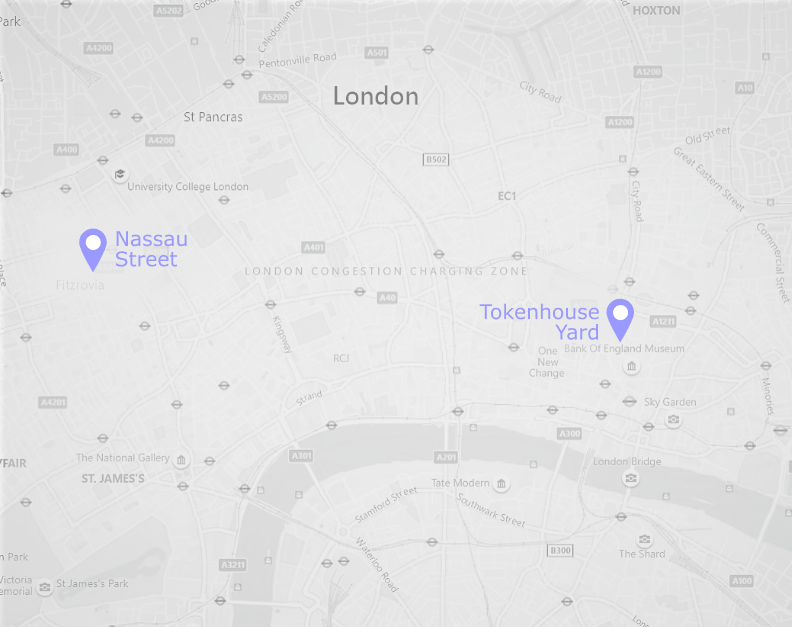 HOXTON
Park
A5202
Caledonian Ro
A4200
A501
Pentonville Road
A1200
City Road
A10
A5200
London
St Pancras
A1200
A4200
Old Street
A400
B502
Great Eastern Street
University College London
EC1
City Road
Nassau
Street
A401
Commercial Street
LONDON CONGESTION CHARGING ZONE
Fitzrovia
A40
Tokenhouse
Yard
A1211
Kingsway
RCJ
One
New
Change
Bank Of England Museum
Strand
Minories
A4201
Sky Garden
A300
A301
A201
The National Gallery
YFAIR
ST. JAMES'S
London Bridge
Tate Modern
Stamford Street
Southwark Street
B300
The Shard
Waterloo Road
A3211
n Park
Victoria
emorial
St James's Park
A100
Long